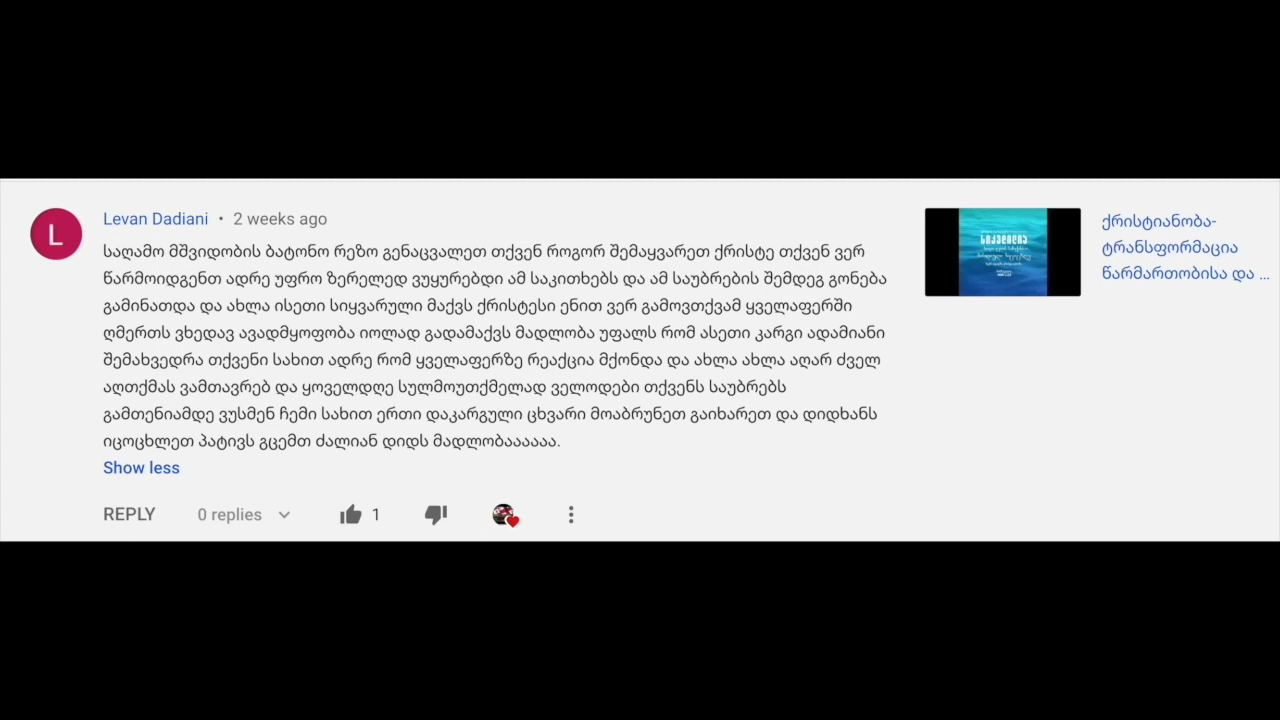 L
Levan Dadiani • 2 weeks ago
საღამო მშვიდობის ბატონო რეზო გენაცვალეთ თქვენ როგორ შემაყვარეთ ქრისტე თქვენ ვერ
წარმოიდგენთ ადრე უფრო ზერელედ ვუყურებდი ამ საკითხებს და ამ საუბრების შემდეგ გონება
გამინათდა და ახლა ისეთი სიყვარული მაქვს ქრისტესი ენით ვერ გამოვთქვამ ყველაფერში
ღმერთს ვხედავ ავადმყოფობა იოლად გადამაქვს მადლობა უფალს რომ ასეთი კარგი ადამიანი
შემახვედრა თქვენი სახით ადრე რომ ყველაფერზე რეაქცია მქონდა და ახლა ახლა აღარ ძველ
აღთქმას ვამთავრებ და ყოველდღე სულმოუთქმელად ველოდები თქვენს საუბრებს
გამთენიამდე ვუსმენ ჩემი სახით ერთი დაკარგული ცხვარი მოაბრუნეთ გაიხარეთ და დიდხანს
იცოცხლეთ პატივს გცემთ ძალიან დიდს მადლობაააააა.
Show less
REPLY 0 replies 1
ქრისტიანობა-
ტრანსფორმაცია
წარმართობისა და ...